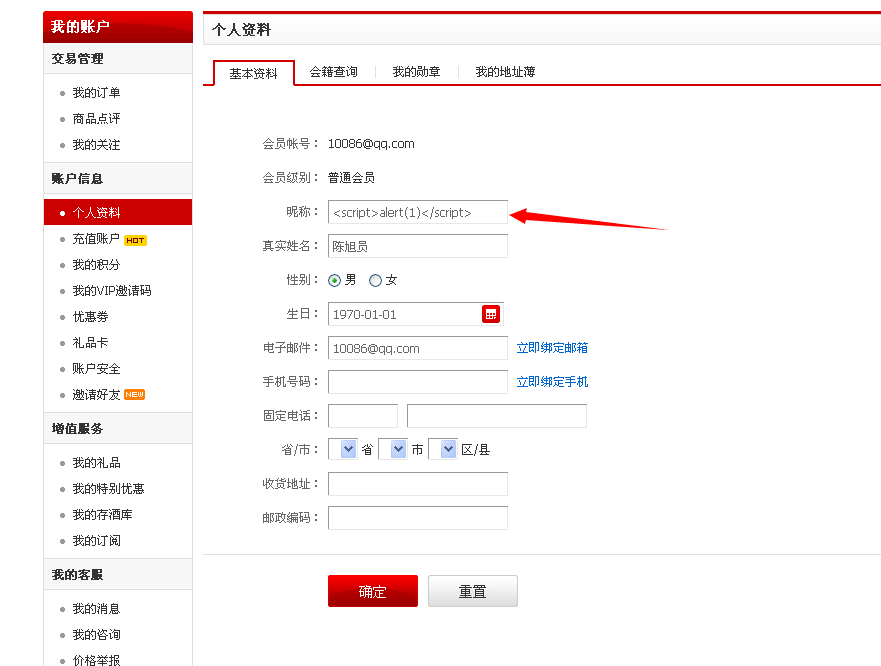 我的账户
交易管理
我的订单
商品点评
我的关注
账户信息
个人资料
充值账户 HOT
我的积分
我的VIP邀请码
优惠券
礼品卡
账户安全
邀请好友 NEW
增值服务
我的礼品
我的特别优惠
我的存酒库
我的订阅
我的客服
我的消息
我的咨询
价格举报
个人资料
基本资料 会籍查询 我的勋章 我的地址薄
会员帐号： 10086@qq.com
会员级别： 普通会员
昵称： <script>alert(1)</script>
真实姓名： 陈旭员
性别： 男 女
生日： 1970-01-01
电子邮件： 10086@qq.com 立即绑定邮箱
手机号码： 立即绑定手机
固定电话：
省/市： 省 市 区/县
收货地址：
邮政编码：
确定 重置